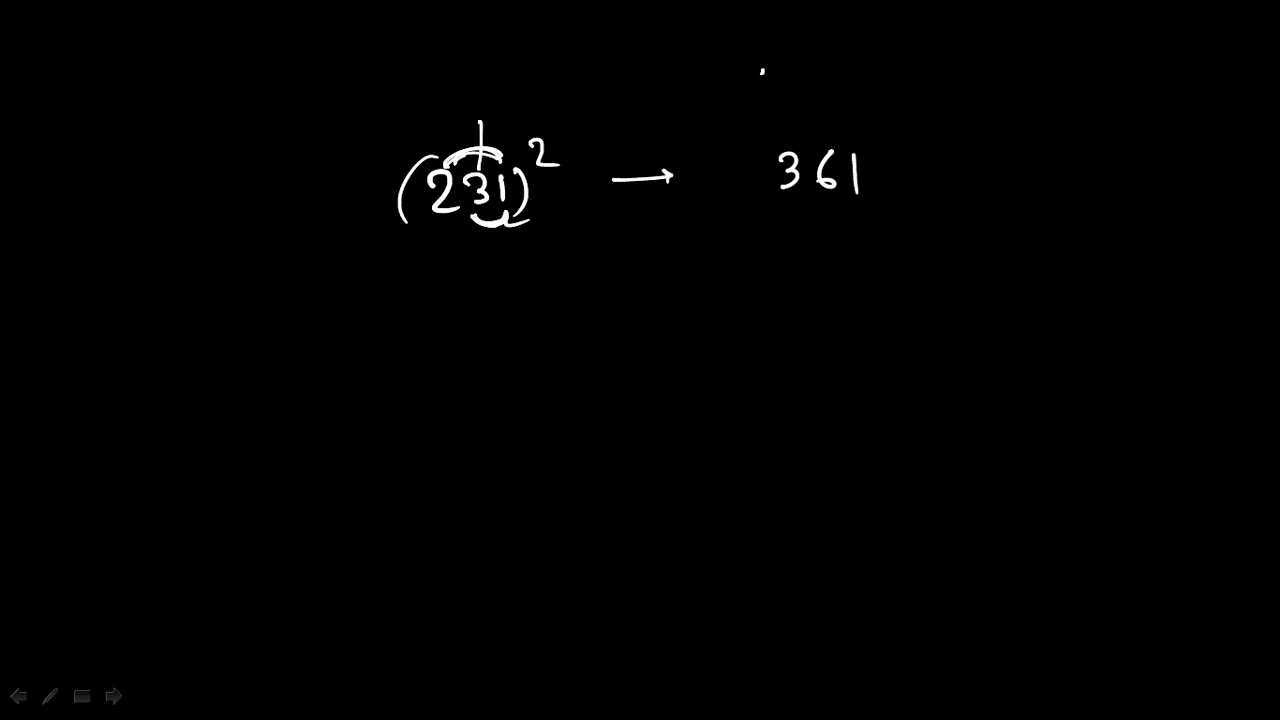 (231)² → 361